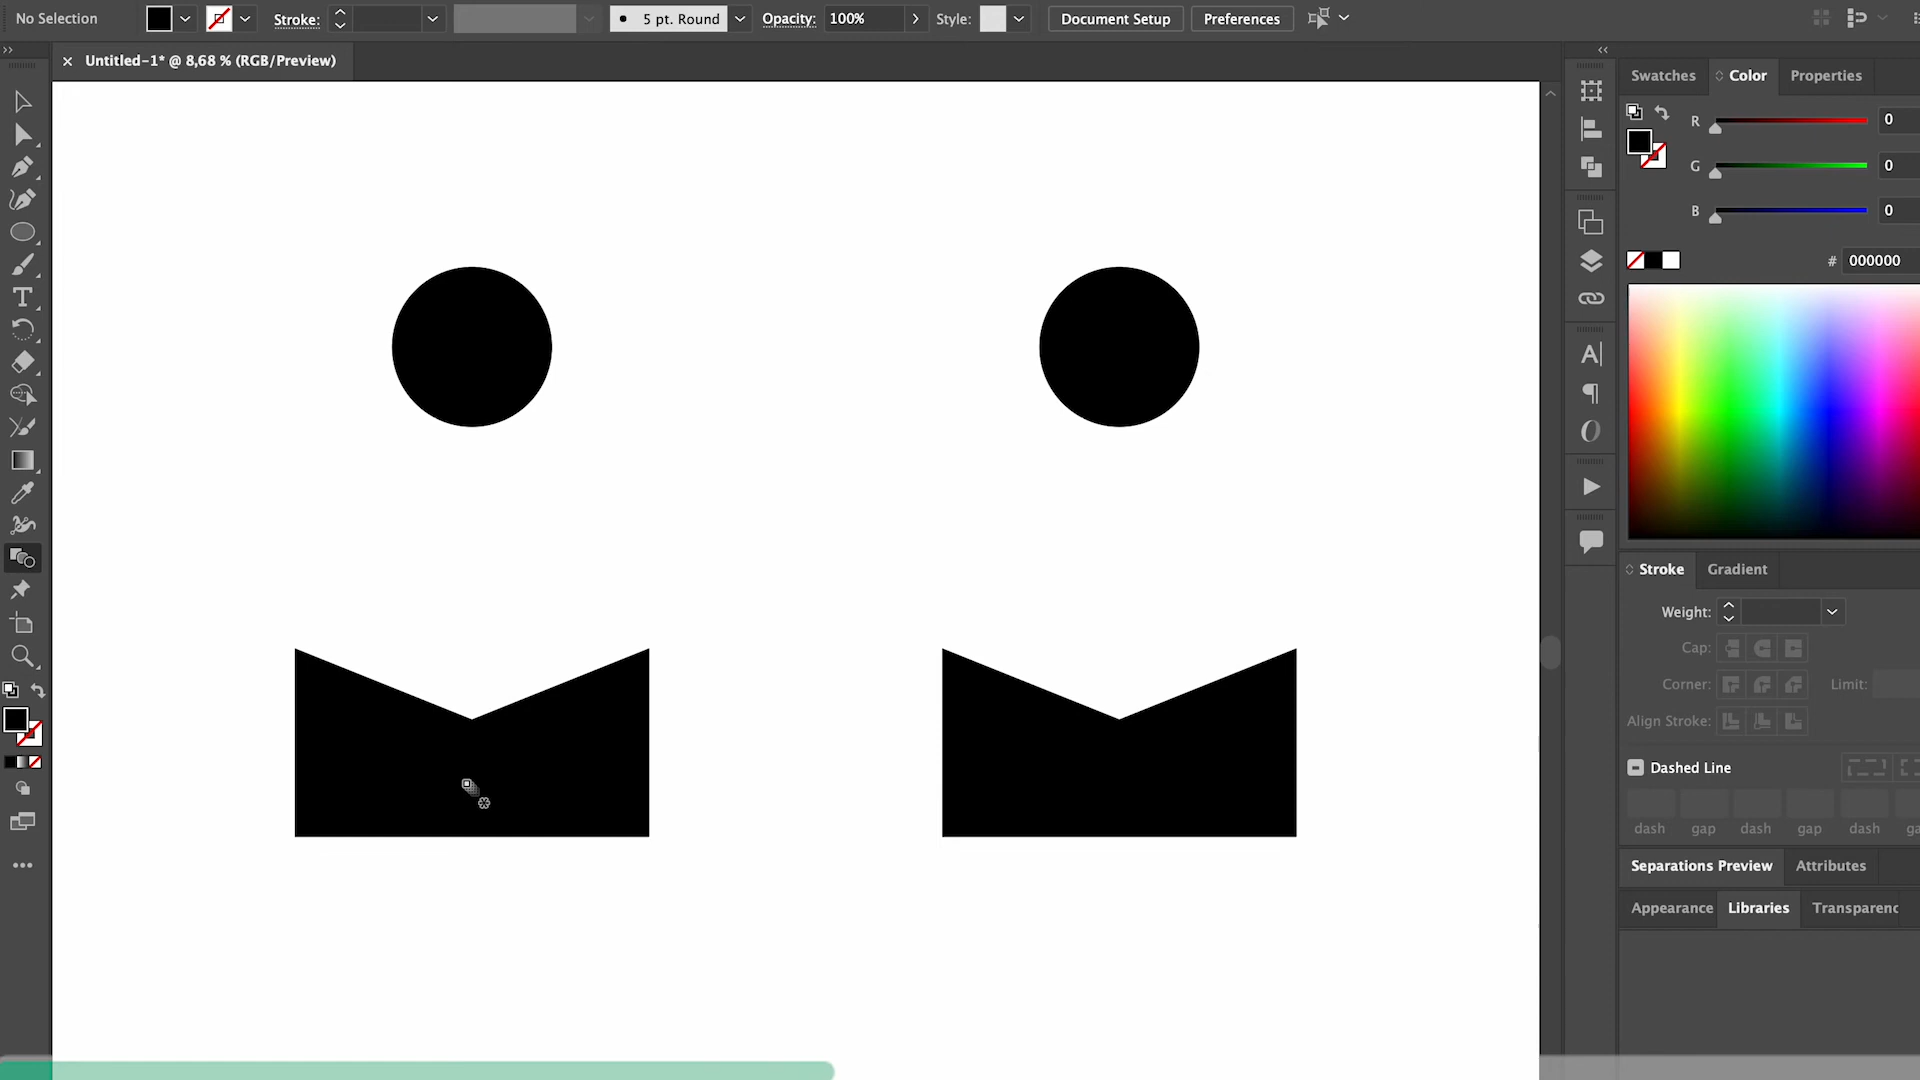 No Selection
Stroke:
5 pt. Round
Opacity:
100%
Style:
Document Setup
Preferences
Untitled-1* @ 8,68 % (RGB/Preview)
Swatches
Color
Properties
R
0
G
0
B
0
#
000000
Stroke
Gradient
Weight:
Cap:
Corner:
Limit:
Align Stroke:
Dashed Line
dash
gap
dash
gap
dash
ga
Separations Preview
Attributes
Appearance
Libraries
Transparenc